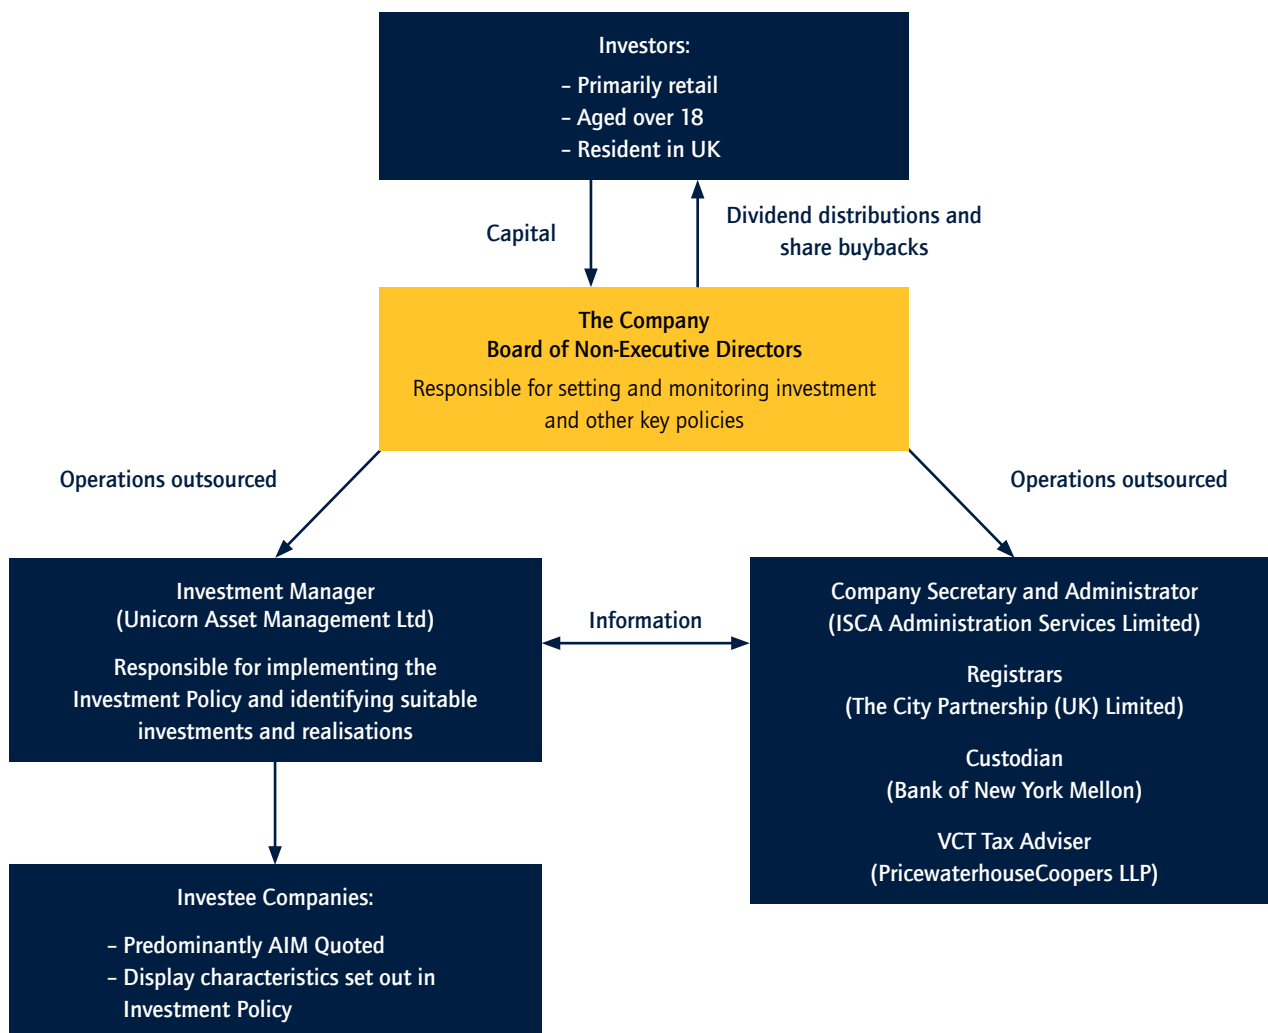 Investors:
– Primarily retail
– Aged over 18
– Resident in UK
Capital
Dividend distributions and
share buybacks
The Company
Board of Non-Executive Directors
Responsible for setting and monitoring investment
and other key policies
Operations outsourced
Operations outsourced
Investment Manager
(Unicorn Asset Management Ltd)
Responsible for implementing the
Investment Policy and identifying suitable
investments and realisations
Information
Company Secretary and Administrator
(ISCA Administration Services Limited)
Registrars
(The City Partnership (UK) Limited)
Custodian
(Bank of New York Mellon)
VCT Tax Adviser
(PricewaterhouseCoopers LLP)
Investee Companies:
– Predominantly AIM Quoted
– Display characteristics set out in
Investment Policy